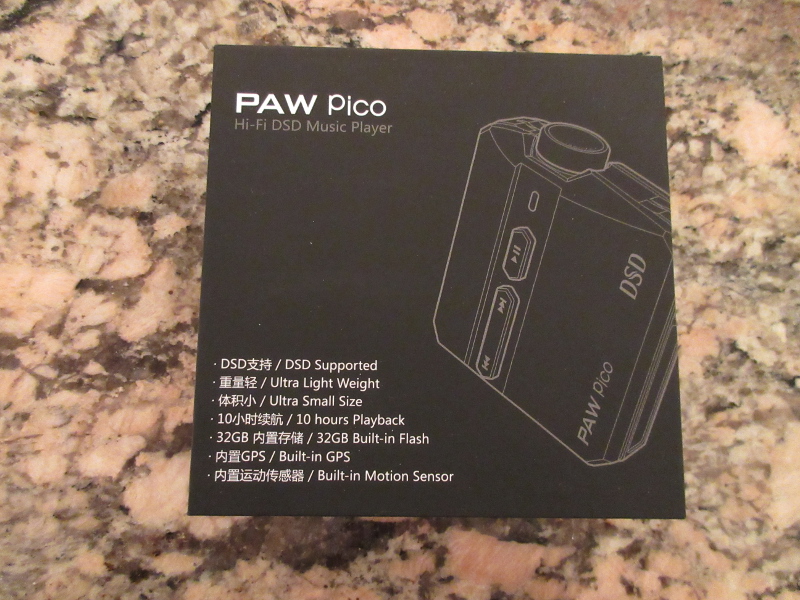 PAW Pico
Hi-Fi DSD Music Player
DSD
PAW Pico
· DSD支持 / DSD Supported
· 重量轻 / Ultra Light Weight
· 体积小 / Ultra Small Size
· 10小时续航 / 10 hours Playback
· 32GB 内置存储 / 32GB Built-in Flash
· 内置GPS / Built-in GPS
· 内置运动传感器 / Built-in Motion Sensor